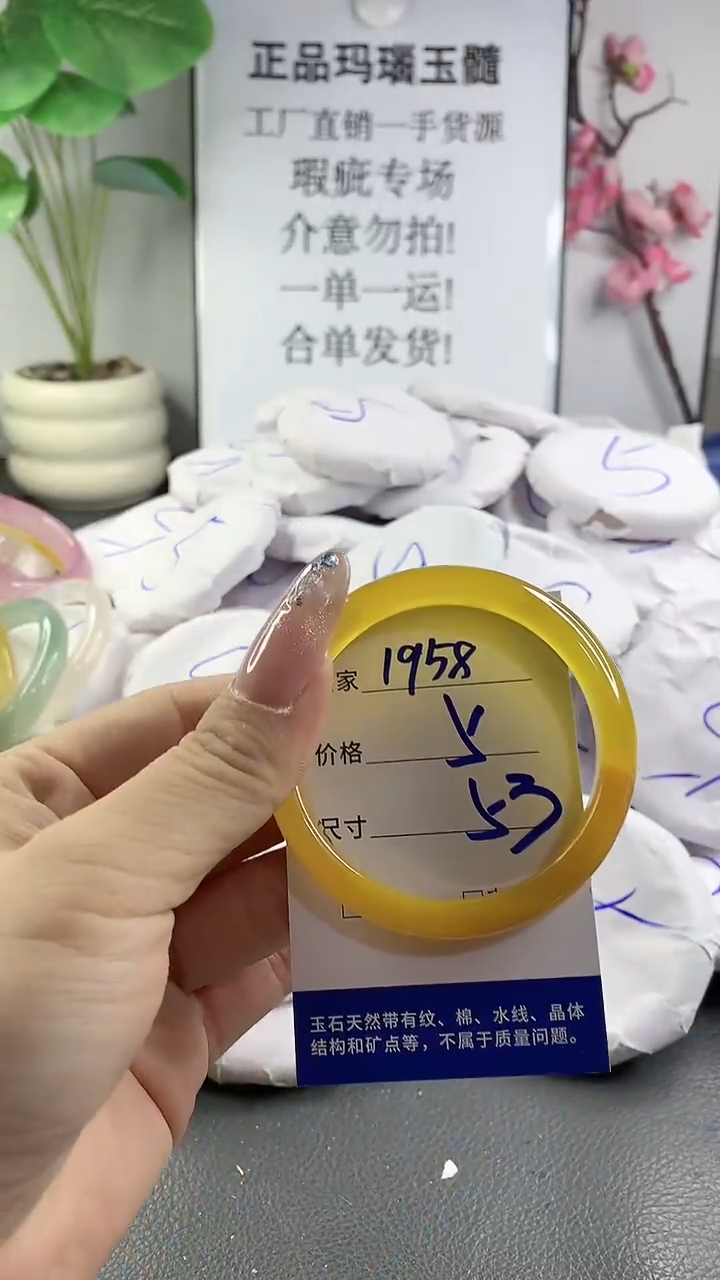 正品玛瑙玉髓
工厂直销一手货源
瑕疵专场
介意勿拍!
一单一运!
合单发货!
5
家 1958
价格 5
尺寸 53
玉石天然带有纹、棉、水线、晶体
结构和矿点等，不属于质量问题。